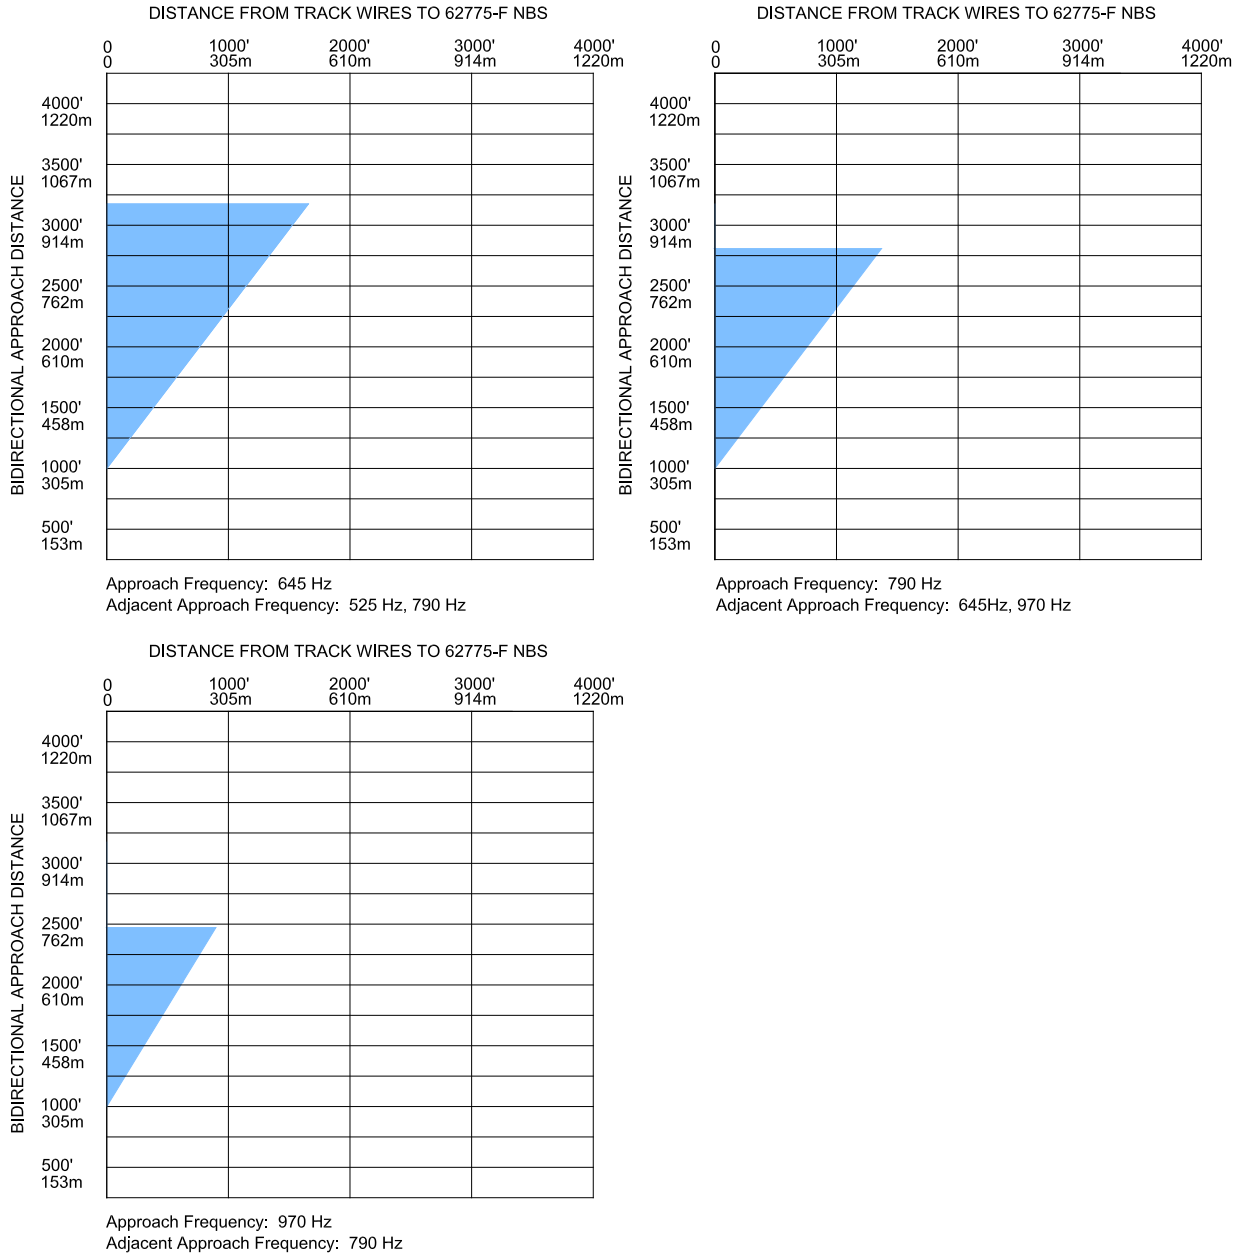 DISTANCE FROM TRACK WIRES TO 62775-F NBS
0 1000' 2000' 3000' 4000'
0 305m 610m 914m 1220m
BIDIRECTIONAL APPROACH DISTANCE
4000'
1220m
3500'
1067m
3000'
914m
2500'
762m
2000'
610m
1500'
458m
1000'
305m
500'
153m
Approach Frequency: 645 Hz
Adjacent Approach Frequency: 525 Hz, 790 Hz
DISTANCE FROM TRACK WIRES TO 62775-F NBS
0 1000' 2000' 3000' 4000'
0 305m 610m 914m 1220m
BIDIRECTIONAL APPROACH DISTANCE
4000'
1220m
3500'
1067m
3000'
914m
2500'
762m
2000'
610m
1500'
458m
1000'
305m
500'
153m
Approach Frequency: 790 Hz
Adjacent Approach Frequency: 645Hz, 970 Hz
DISTANCE FROM TRACK WIRES TO 62775-F NBS
0 1000' 2000' 3000' 4000'
0 305m 610m 914m 1220m
BIDIRECTIONAL APPROACH DISTANCE
4000'
1220m
3500'
1067m
3000'
914m
2500'
762m
2000'
610m
1500'
458m
1000'
305m
500'
153m
Approach Frequency: 970 Hz
Adjacent Approach Frequency: 790 Hz